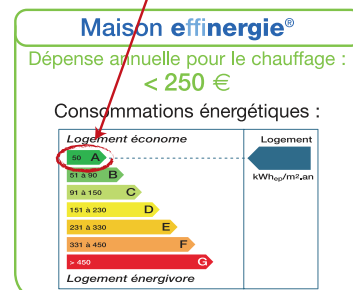 Maison effinergie®
Dépense annuelle pour le chauffage :
< 250 €
Consommations énergétiques :
Logement économe
Logement
50 A
51 à 90 B
91 à 150 C
151 à 230 D
231 à 330 E
331 à 450 F
> 450 G
kWhep/m².an
Logement énergivore